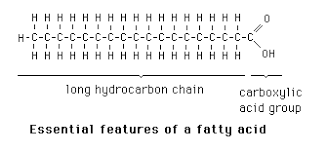 H H H H H H H H H H H H H H H H H O
H-C-C-C-C-C-C-C-C-C-C-C-C-C-C-C-C-C-C
H H H H H H H H H H H H H H H H H OH
long hydrocarbon chain
carboxylic
acid group
Essential features of a fatty acid